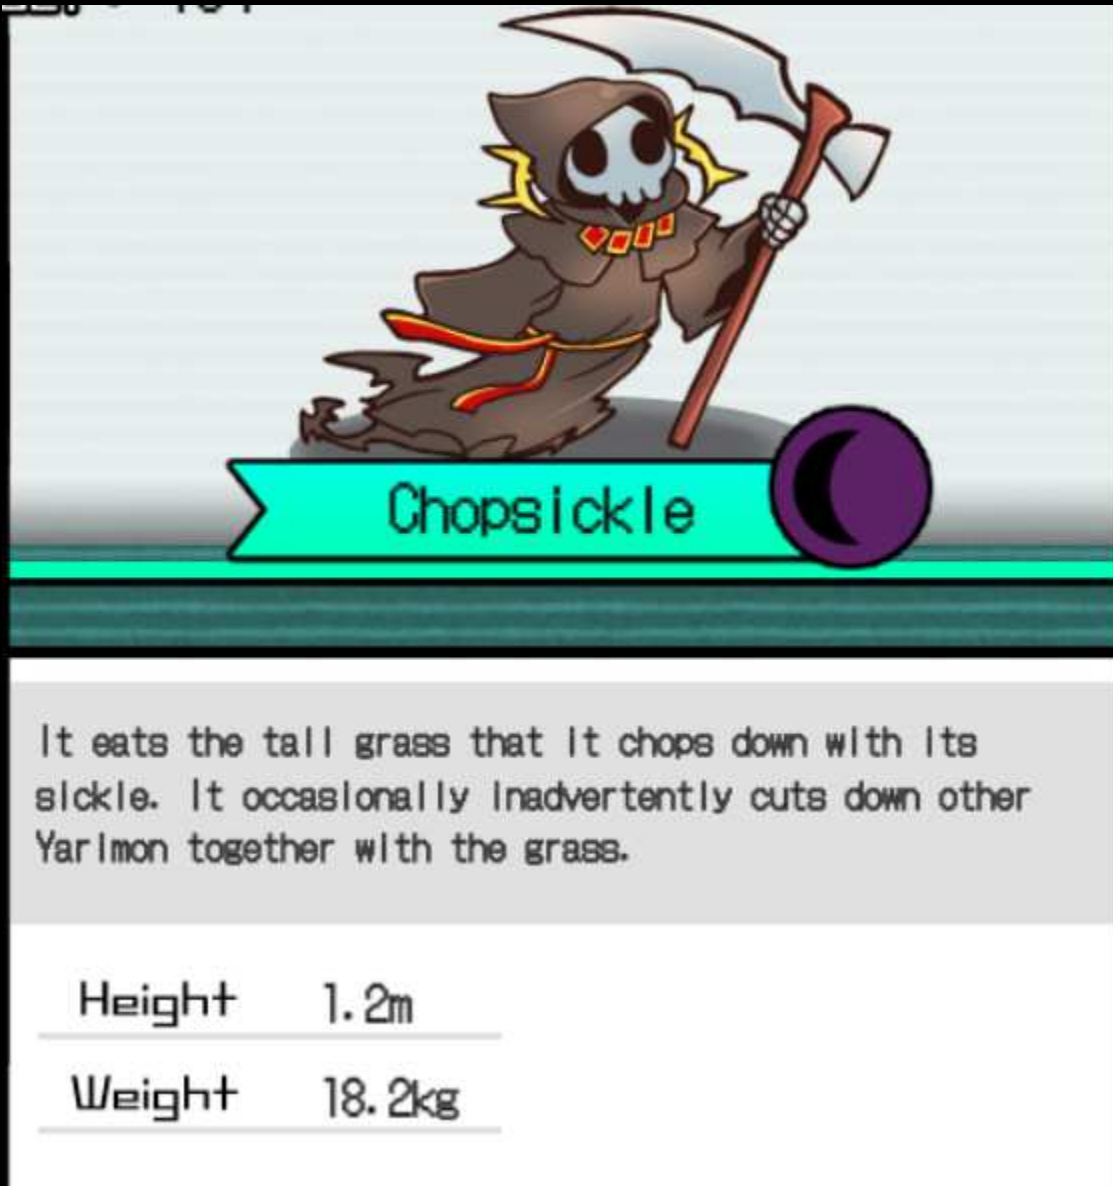 Chopsickle
It eats the tall grass that it chops down with its
sickle. It occasionally inadvertently cuts down other
Yarimon together with the grass.
Height 1.2m
Weight 18.2kg